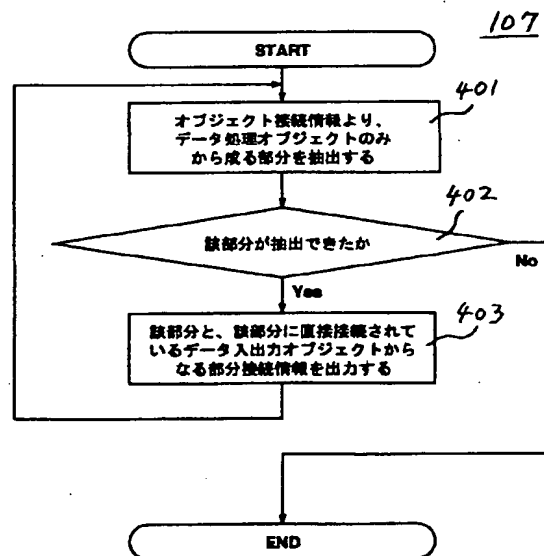 107
START
401
オブジェクト接続情報より、
データ処理オブジェクトのみ
から成る部分を抽出する
402
該部分が抽出できたか
No
Yes
403
該部分と、該部分に直接接続されて
いるデータ入出力オブジェクトから
なる部分接続情報を出力する
END